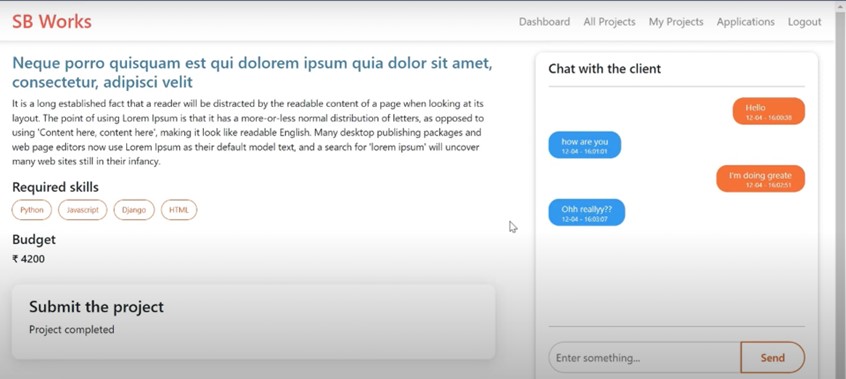 SB Works
Dashboard All Projects My Projects Applications Logout
Neque porro quisquam est qui dolorem ipsum quia dolor sit amet,
consectetur, adipisci velit
It is a long established fact that a reader will be distracted by the readable content of a page when looking at its
layout. The point of using Lorem Ipsum is that it has a more-or-less normal distribution of letters, as opposed to
using 'Content here, content here', making it look like readable English. Many desktop publishing packages and
web page editors now use Lorem Ipsum as their default model text, and a search for 'lorem ipsum' will uncover
many web sites still in their infancy.
Required skills
Python Javascript Django HTML
Budget
₹ 4200
Submit the project
Project completed
Chat with the client
Hello
12-04 - 16:00:38
how are you
12-04 - 16:01:01
I'm doing greate
12-04 - 16:02:51
Ohh reallyy??
12-04 - 16:03:07
Enter something...
Send